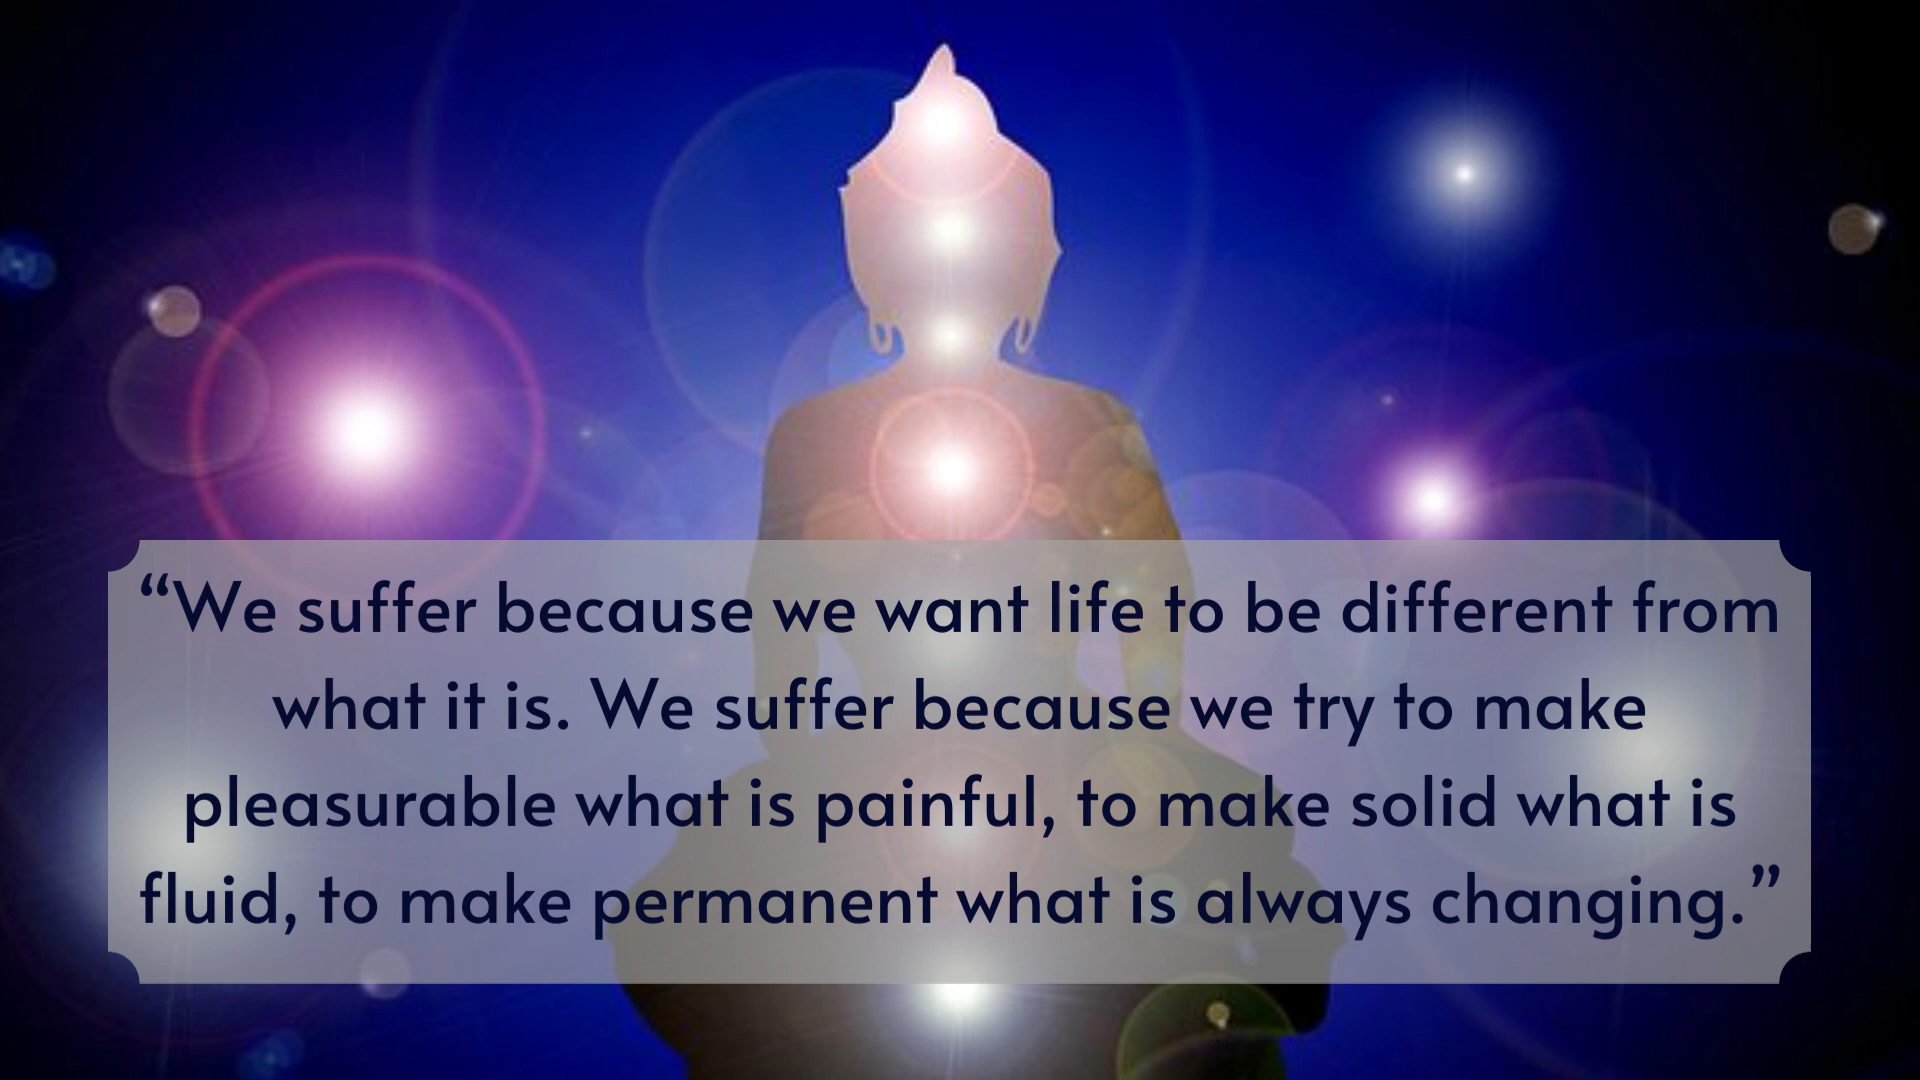 “We suffer because we want life to be different from
what it is. We suffer because we try to make
pleasurable what is painful, to make solid what is
fluid, to make permanent what is always changing.”